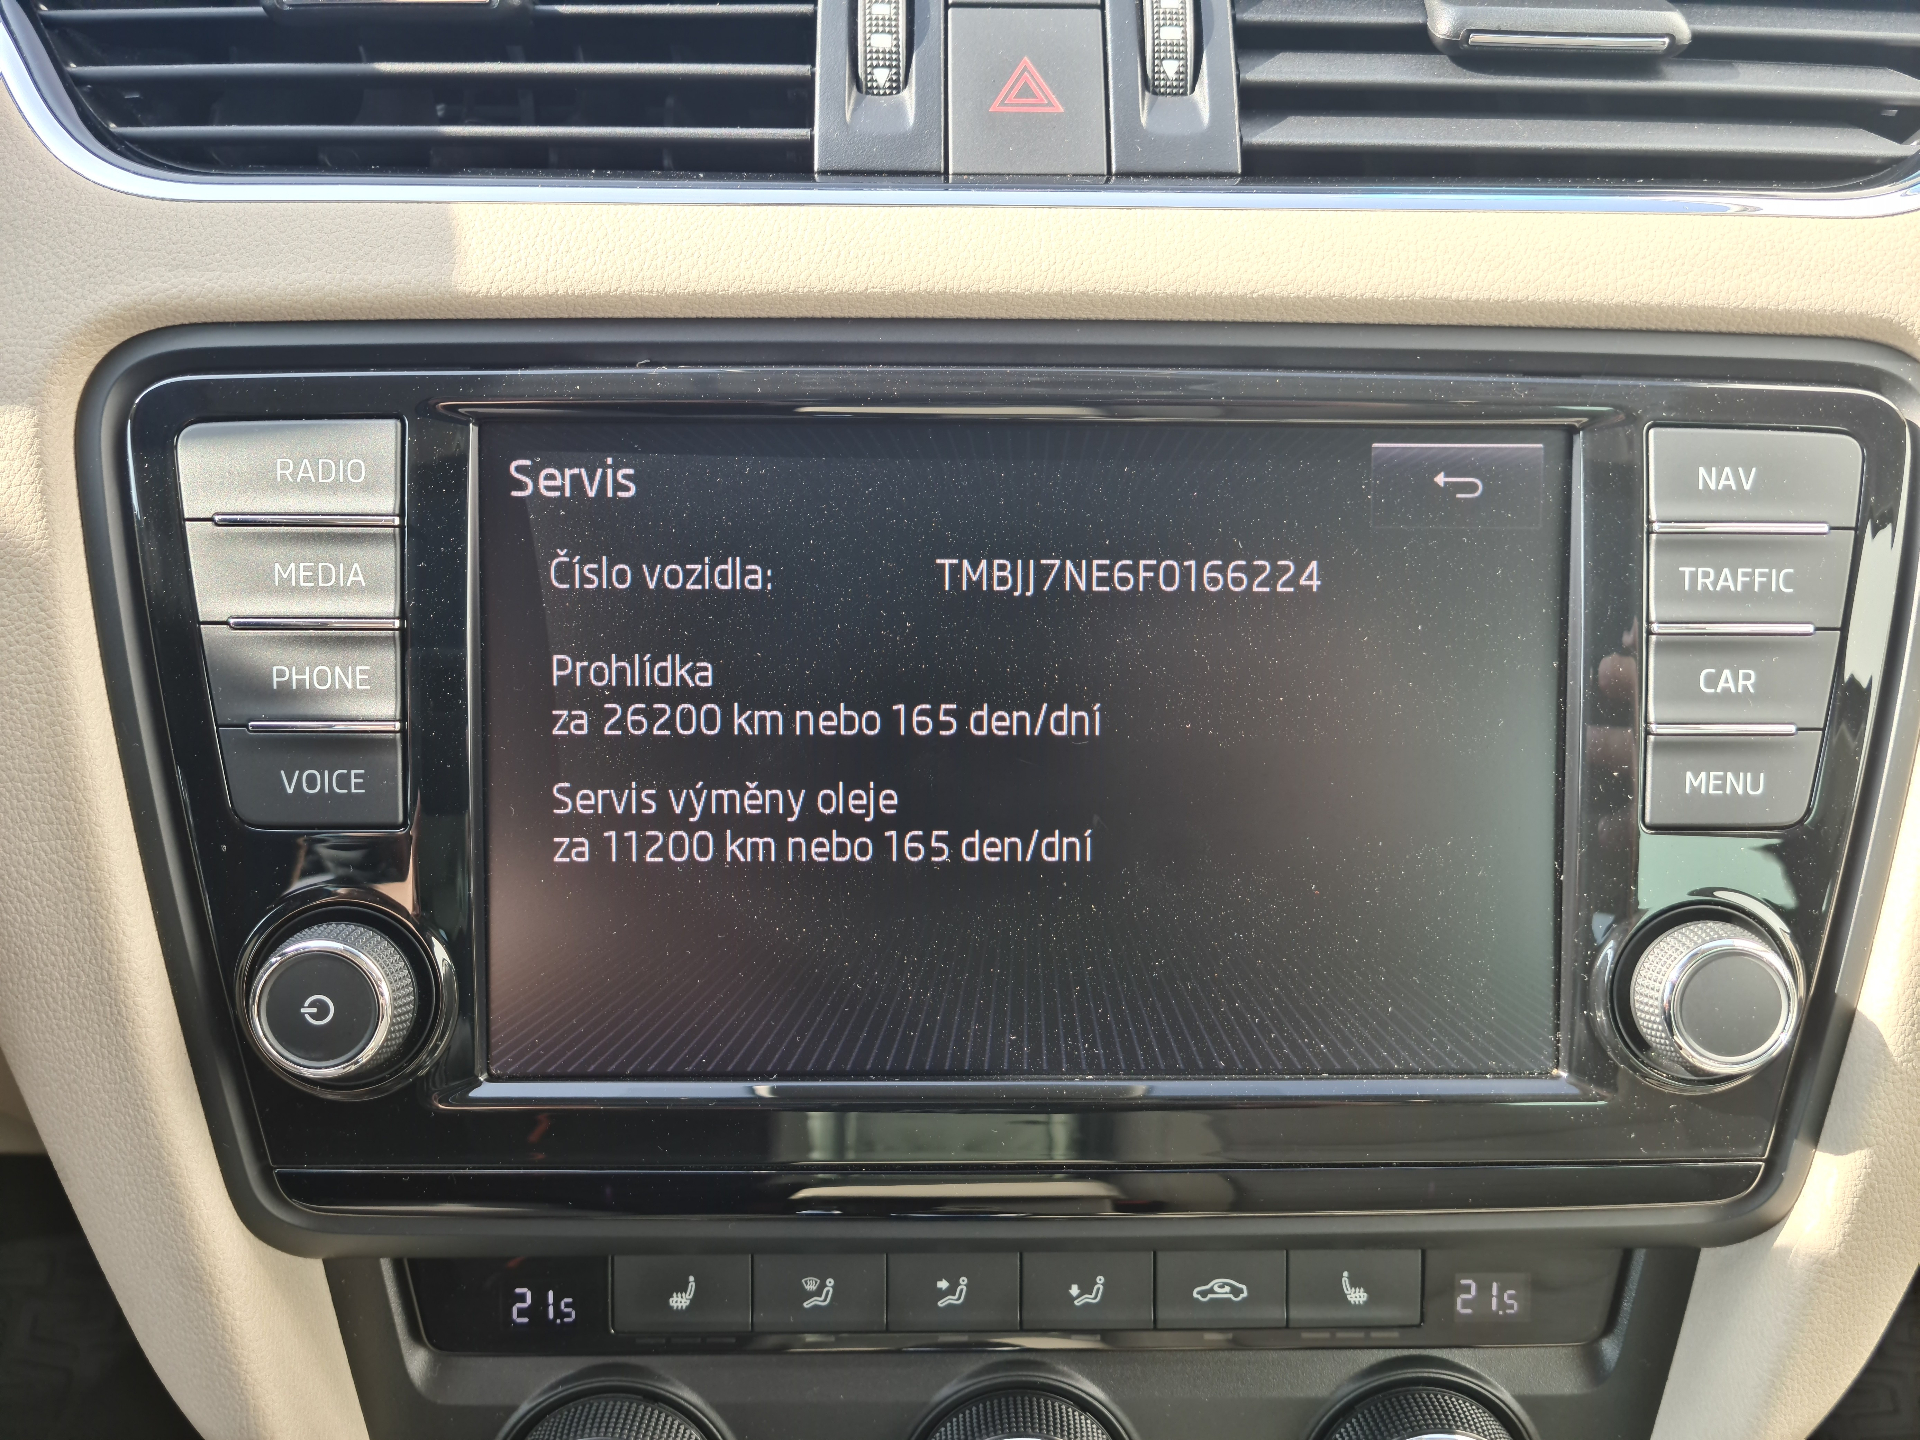 RADIO
MEDIA
PHONE
VOICE
Servis
Číslo vozidla: TMBJJ7NE6F0166224
Prohlídka
za 26200 km nebo 165 den/dní
Servis výměny oleje
za 11200 km nebo 165 den/dní
NAV
TRAFFIC
CAR
MENU
21.5
21.5